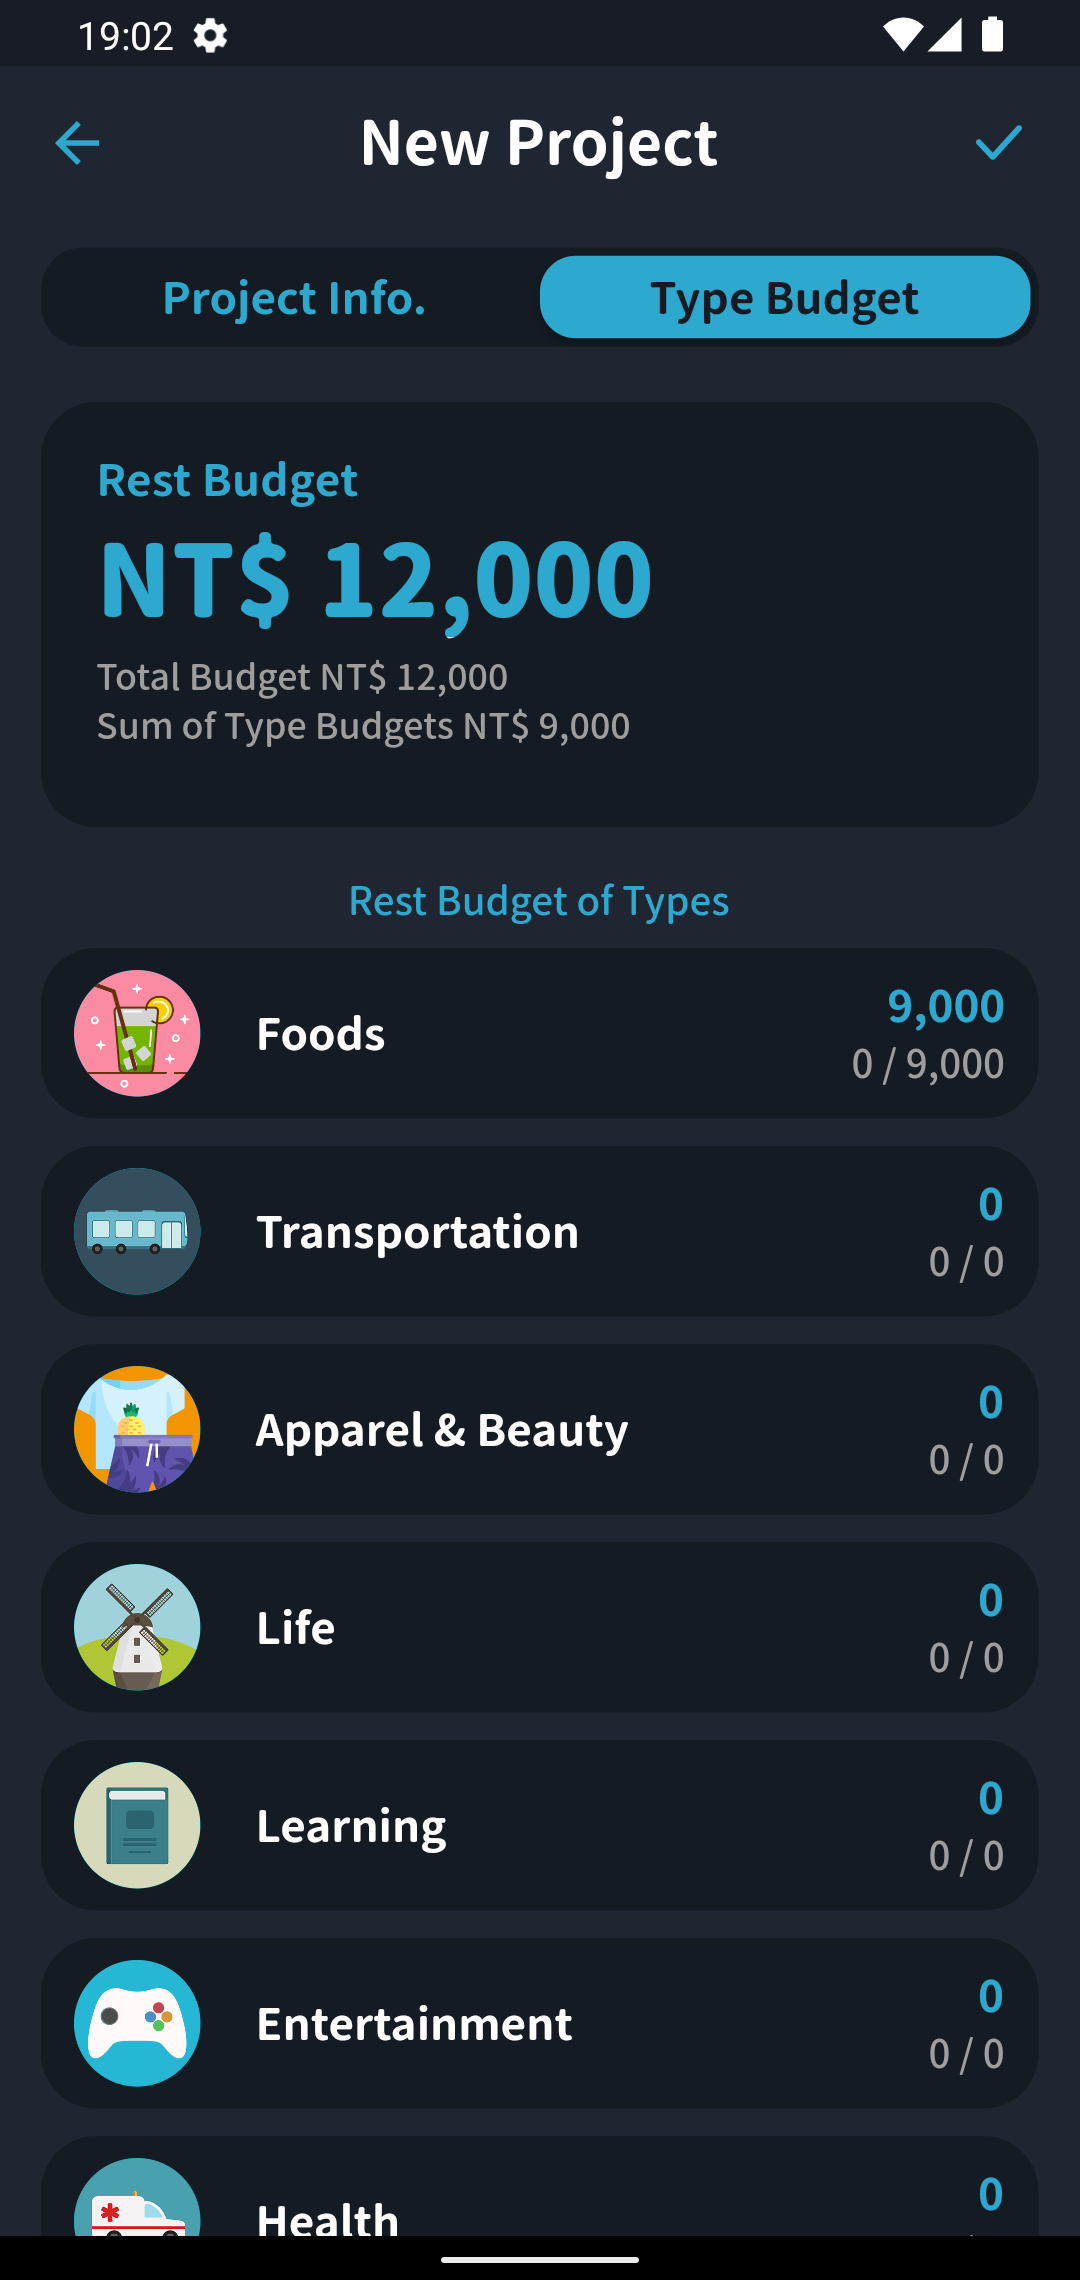 19:02
New Project
Project Info.
Type Budget
Rest Budget
NT$ 12,000
Total Budget NT$ 12,000
Sum of Type Budgets NT$ 9,000
Rest Budget of Types
Foods
9,000
0 / 9,000
Transportation
0
0 / 0
Apparel & Beauty
0
0 / 0
Life
0
0 / 0
Learning
0
0 / 0
Entertainment
0
0 / 0
Health
0